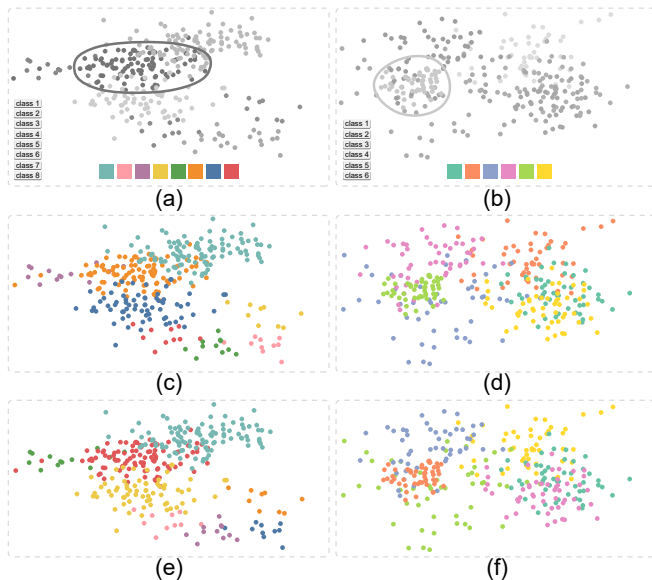 class 1
class 2
class 3
class 4
class 5
class 6
class 7
class 8
(a)
class 1
class 2
class 3
class 4
class 5
class 6
(b)
(c)
(d)
(e)
(f)